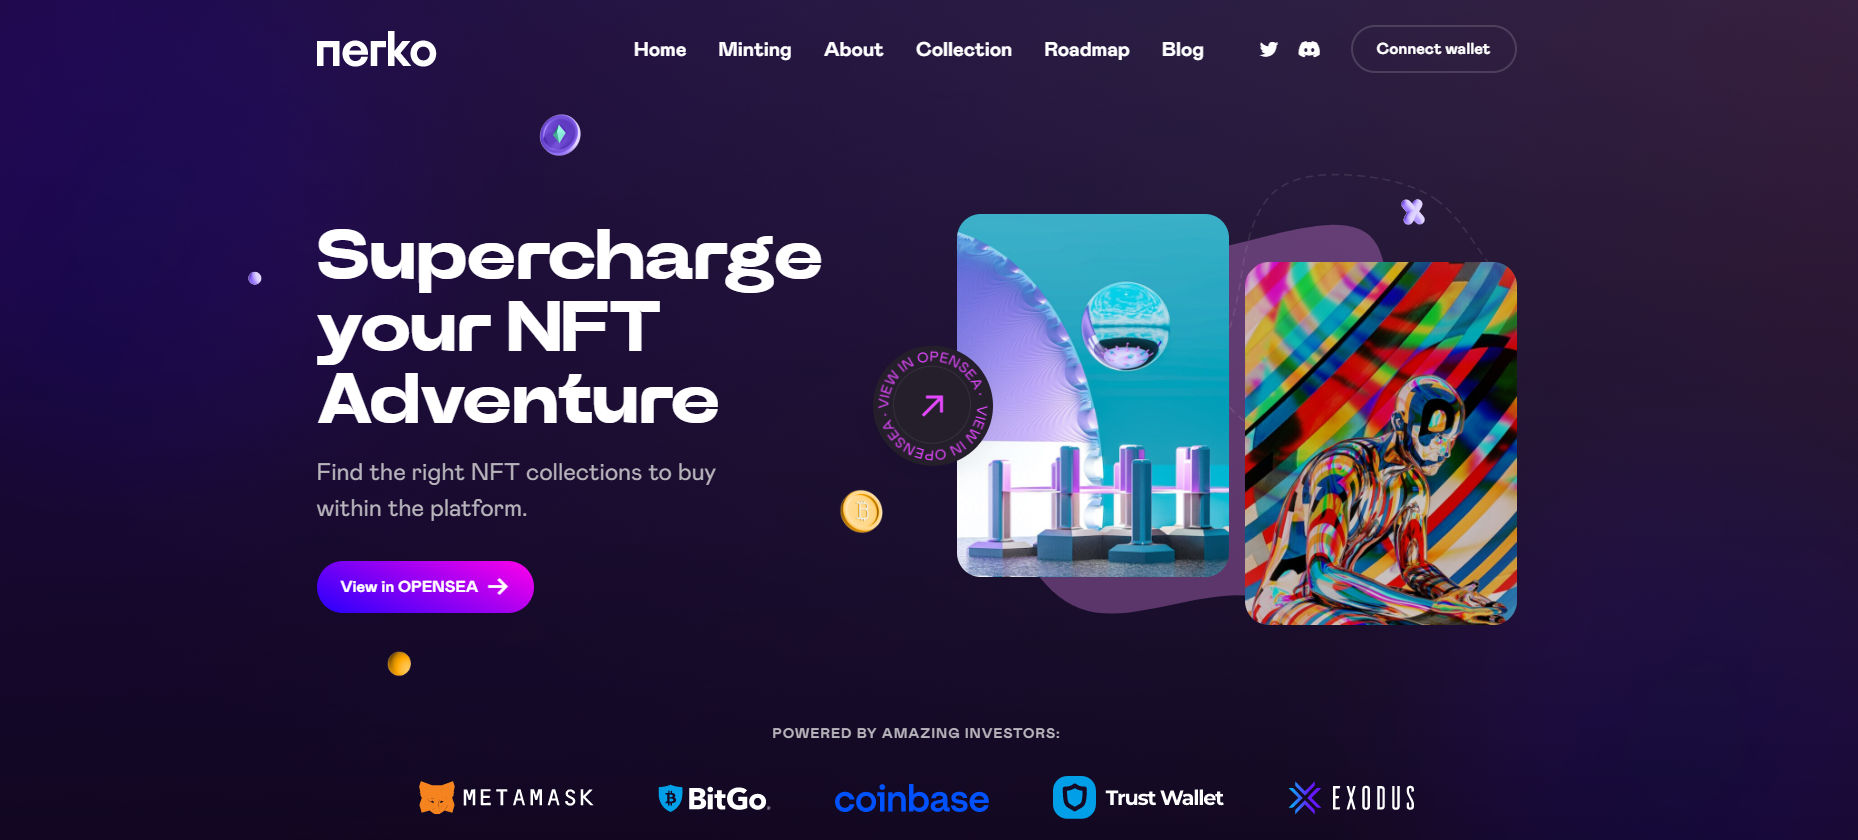 nerko
Home Minting About Collection Roadmap Blog Connect wallet
Supercharge
your NFT
Adventure
VIEW IN OPENSEA · VIEW IN OPENSEA ·
Find the right NFT collections to buy
within the platform.
View in OPENSEA
POWERED BY AMAZING INVESTORS:
METAMASK BitGo coinbase Trust Wallet EXODUS